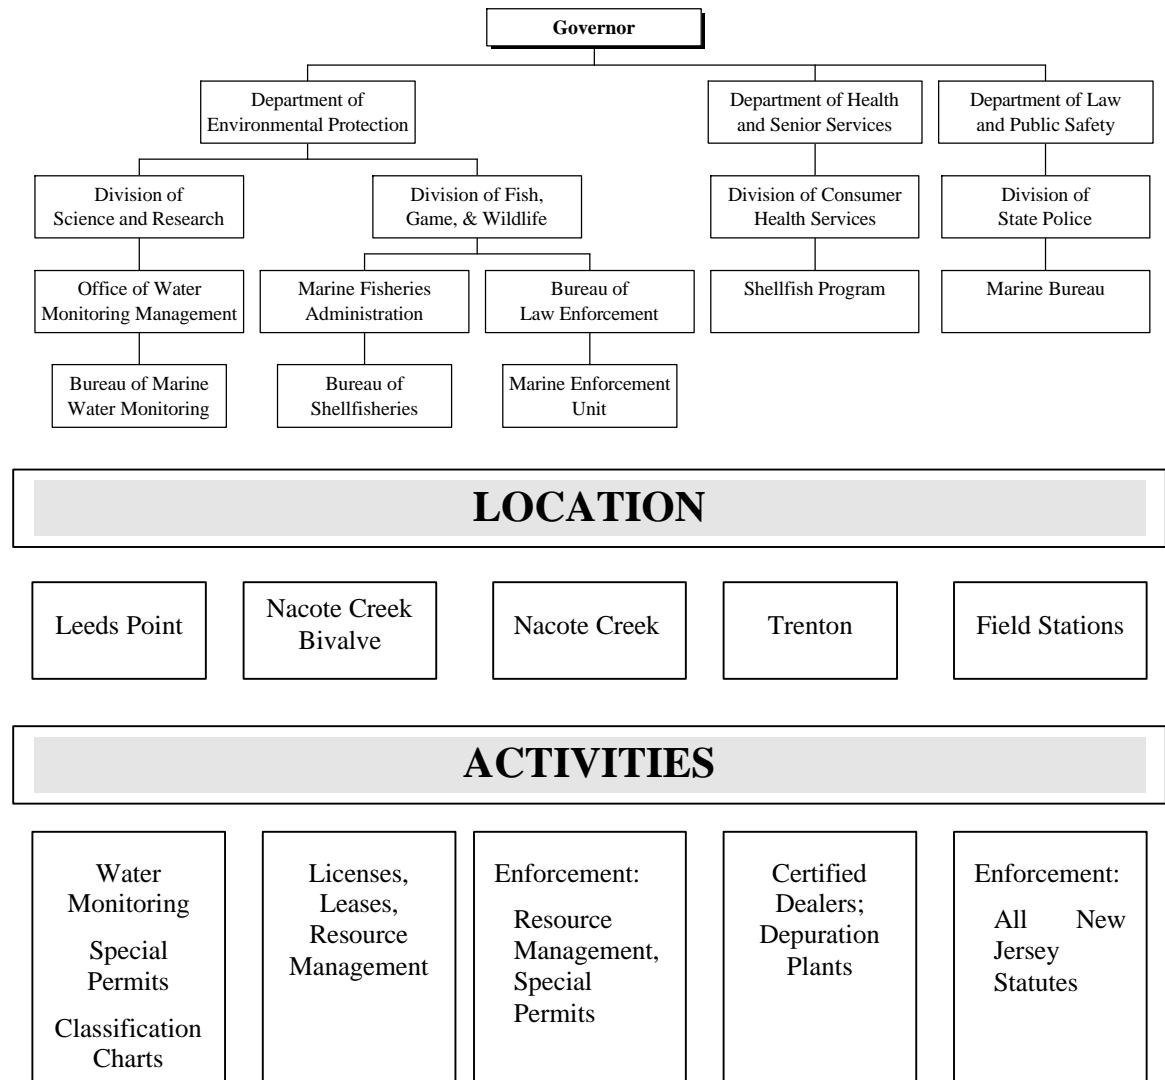 Governor
Department of
Environmental Protection
Department of Health
and Senior Services
Department of Law
and Public Safety
Division of
Science and Research
Division of Fish,
Game, & Wildlife
Division of Consumer
Health Services
Division of
State Police
Office of Water
Monitoring Management
Marine Fisheries
Administration
Bureau of
Law Enforcement
Shellfish Program
Marine Bureau
Bureau of Marine
Water Monitoring
Bureau of
Shellfisheries
Marine Enforcement
Unit
LOCATION
Leeds Point
Nacote Creek
Bivalve
Nacote Creek
Trenton
Field Stations
ACTIVITIES
Water
Monitoring
Special
Permits
Classification
Charts
Licenses,
Leases,
Resource
Management
Enforcement:
Resource
Management,
Special
Permits
Certified
Dealers;
Depuration
Plants
Enforcement:
All New
Jersey
Statutes